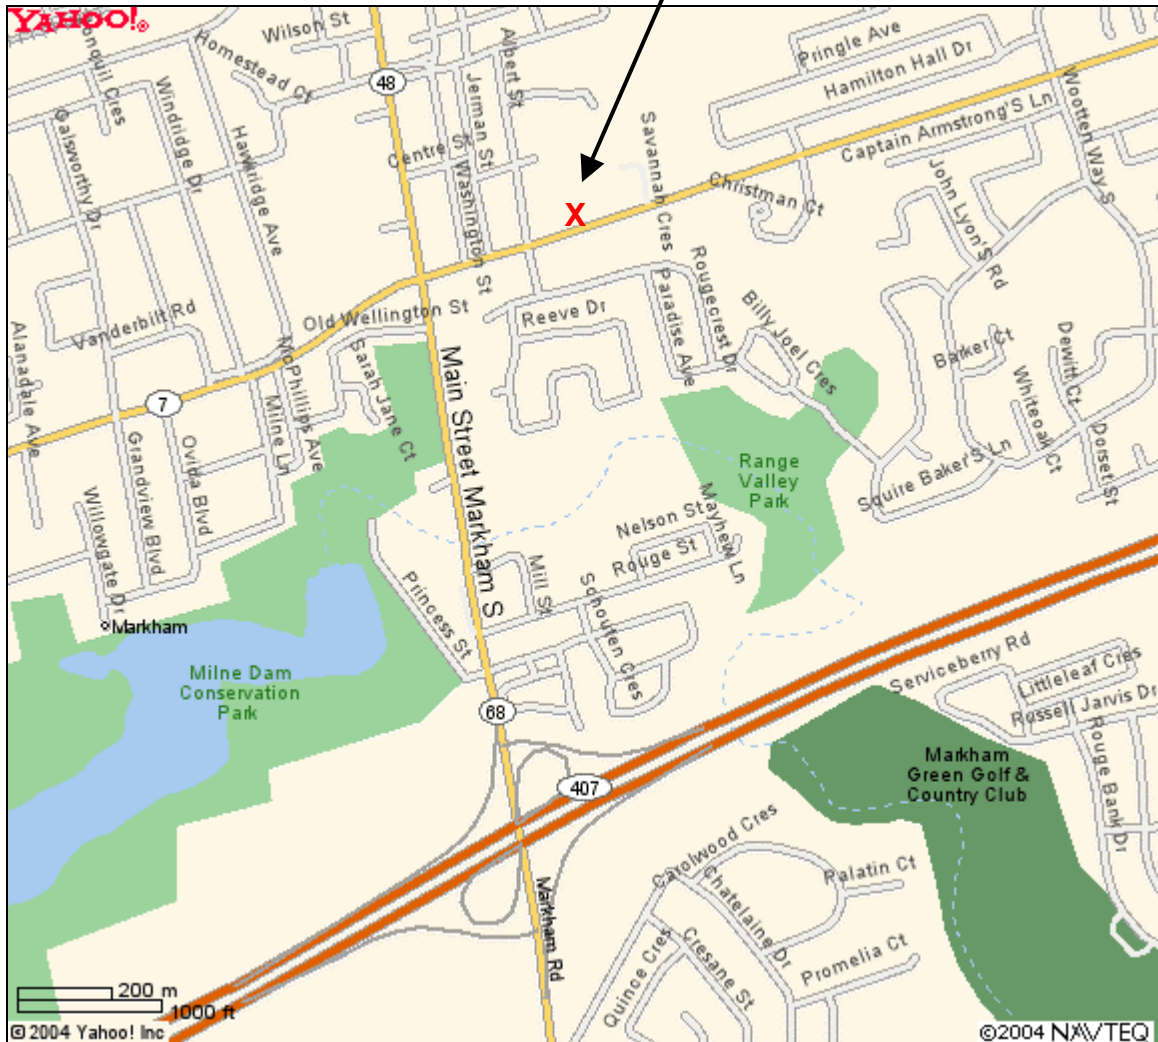 YAHOO!®
Wilson St
Homestead Ct
48
Albert St
Jerman St
Pringle Ave
Hamilton Hall Dr
Captain Armstrong'S Ln
Wootten Way S
Galsworthy Dr
Windridge Dr
Hawkridge Ave
Centre St
Washington St
Savannah Cres
Christman Ct
John Lyon'S Rd
X
Vanderbilt Rd
Old Wellington St
Reeve Dr
Paradise Ave
Rougecrest Dr
Billy Joel Cres
Barker Ct
Dewitt Ct
Whiteoak Ct
Dorset St
Alanadale Ave
7
McPhillips Ave
Milne Ln
Sarah Jane Ct
Main Street Markham S
Ovida Blvd
Grandview Blvd
Willowgate Dr
Range
Valley
Park
Squire Baker'S Ln
Nelson St
Mayhew Ln
Rouge St
Mill St
Schouten Cres
Princess St
Markham
Milne Dam
Conservation
Park
68
Serviceberry Rd
Littleleaf Cres
Russell Jarvis Dr
Rouge Bank Dr
Markham
Green Golf &
Country Club
407
Carolwood Cres
Palatin Ct
Chatelaine Dr
Markham Rd
Cresane St
Quince Cres
Promelia Ct
200 m
1000 ft
© 2004 Yahoo! Inc
©2004 NAVTEQ